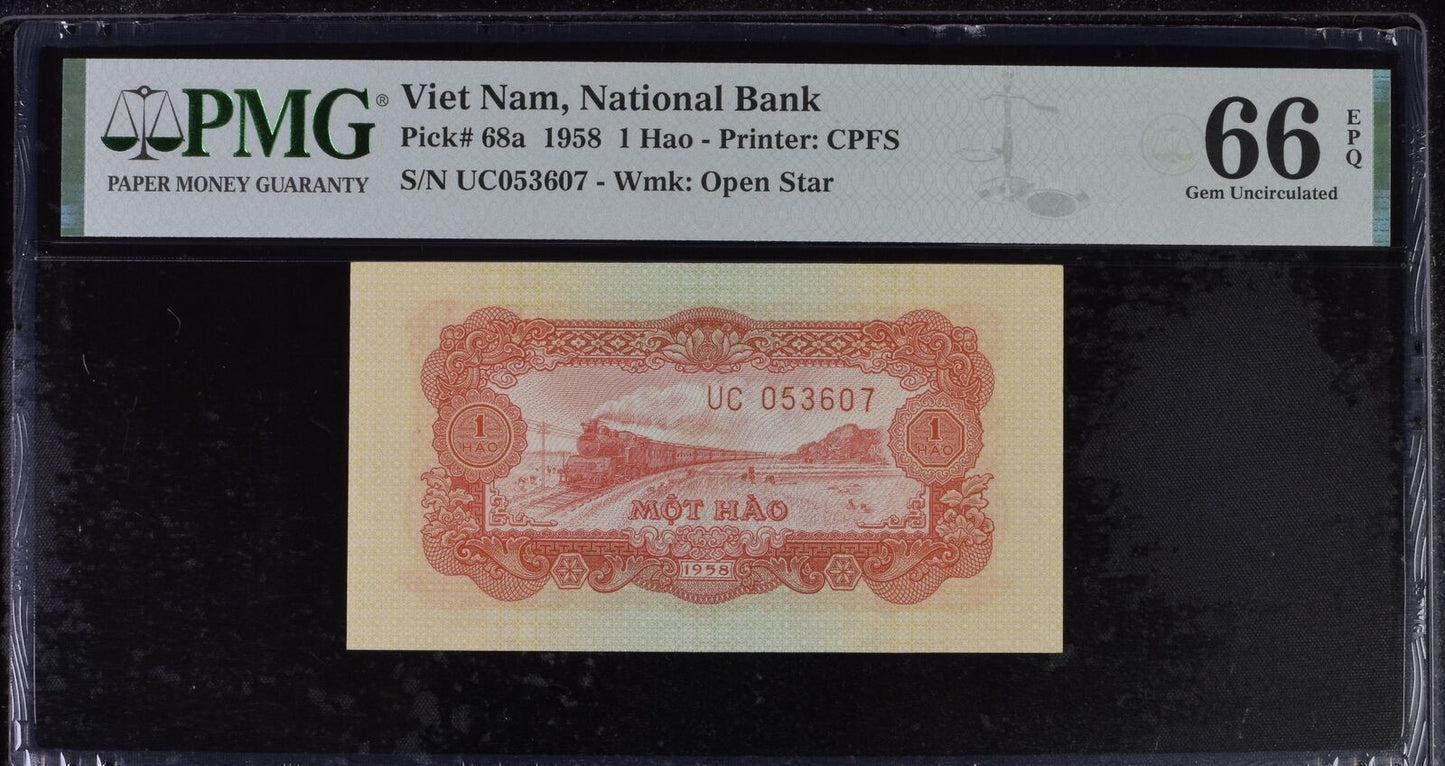 PMG®
PAPER MONEY GUARANTY
Viet Nam, National Bank
Pick# 68a 1958 1 Hao - Printer: CPFS
S/N UC053607 - Wmk: Open Star
66
EPQ
Gem Uncirculated
UC 053607
1
HÀO
1
HÀO
MỘT HÀO
1958